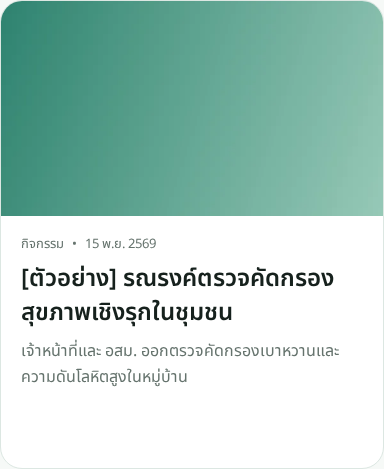 กิจกรรม • 15 พ.ย. 2569
[ตัวอย่าง] รณรงค์ตรวจคัดกรอง
สุขภาพเชิงรุกในชุมชน
เจ้าหน้าที่และ อสม. ออกตรวจคัดกรองเบาหวานและ
ความดันโลหิตสูงในหมู่บ้าน